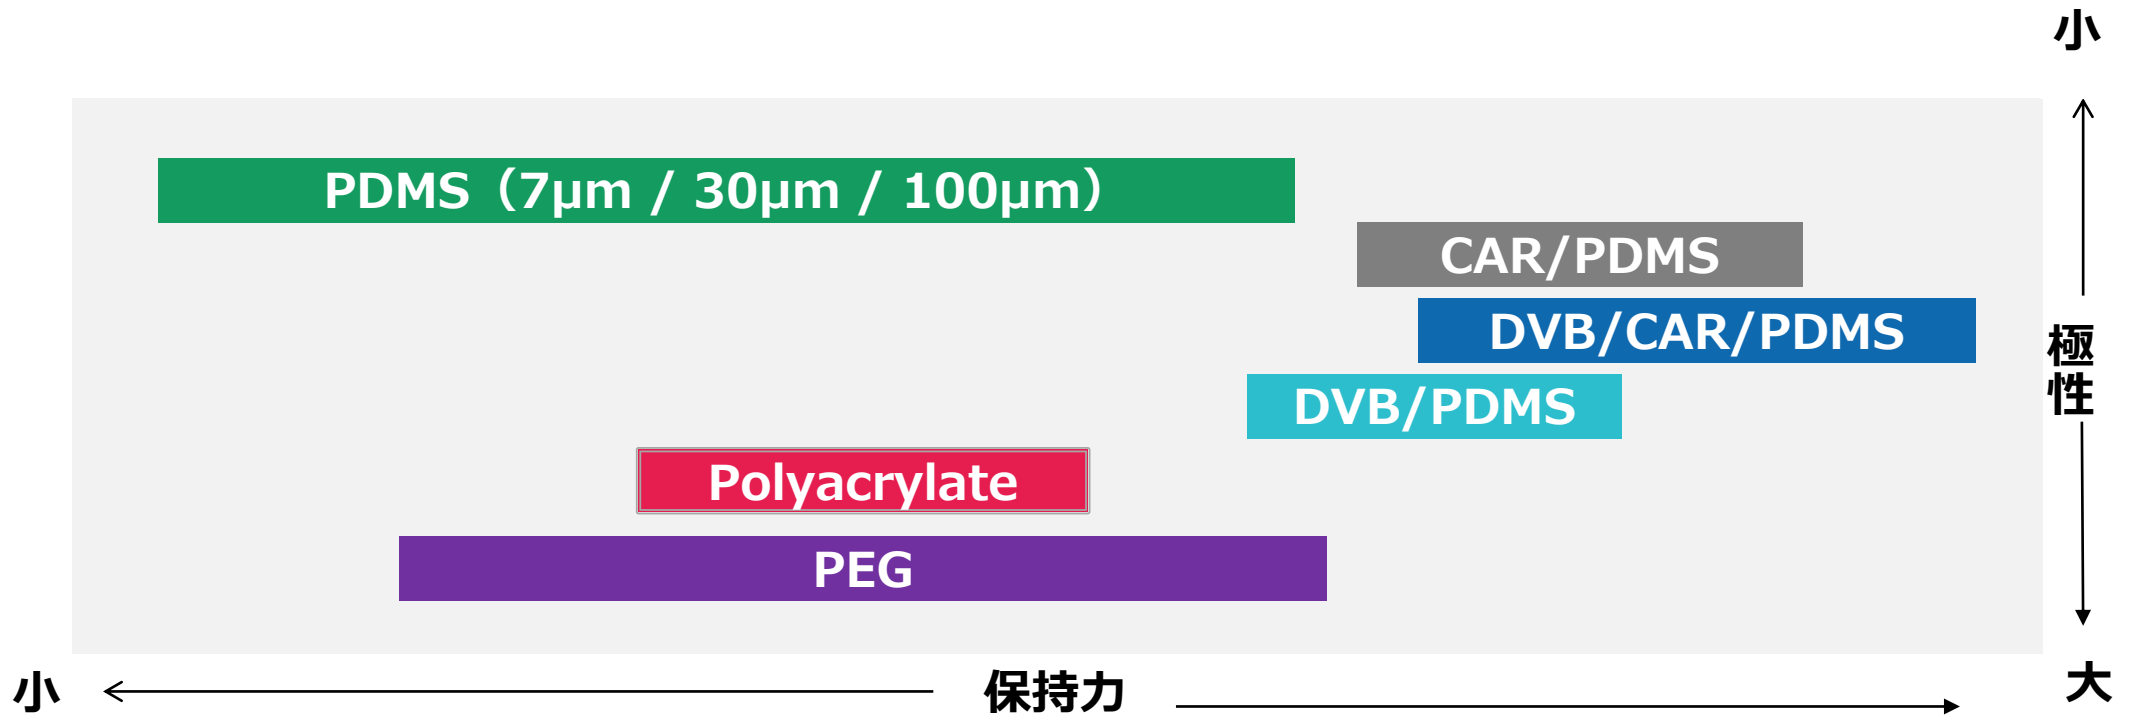 小
PDMS（7μm / 30μm / 100μm）
CAR/PDMS
DVB/CAR/PDMS
極性
DVB/PDMS
Polyacrylate
PEG
小
保持力
大